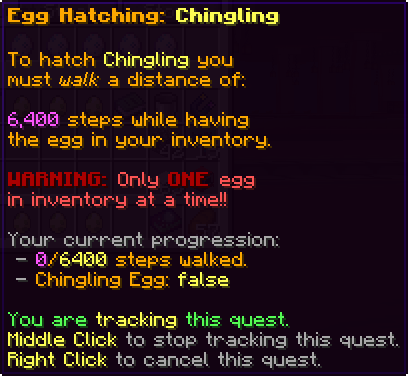 Egg Hatching: Chingling
To hatch Chingling you
must walk a distance of:
6,400 steps while having
the egg in your inventory.
WARNING: Only ONE egg
in inventory at a time!!
Your current progression:
- 0/6400 steps walked.
- Chingling Egg: false
You are tracking this quest.
Middle Click to stop tracking this quest.
Right Click to cancel this quest.